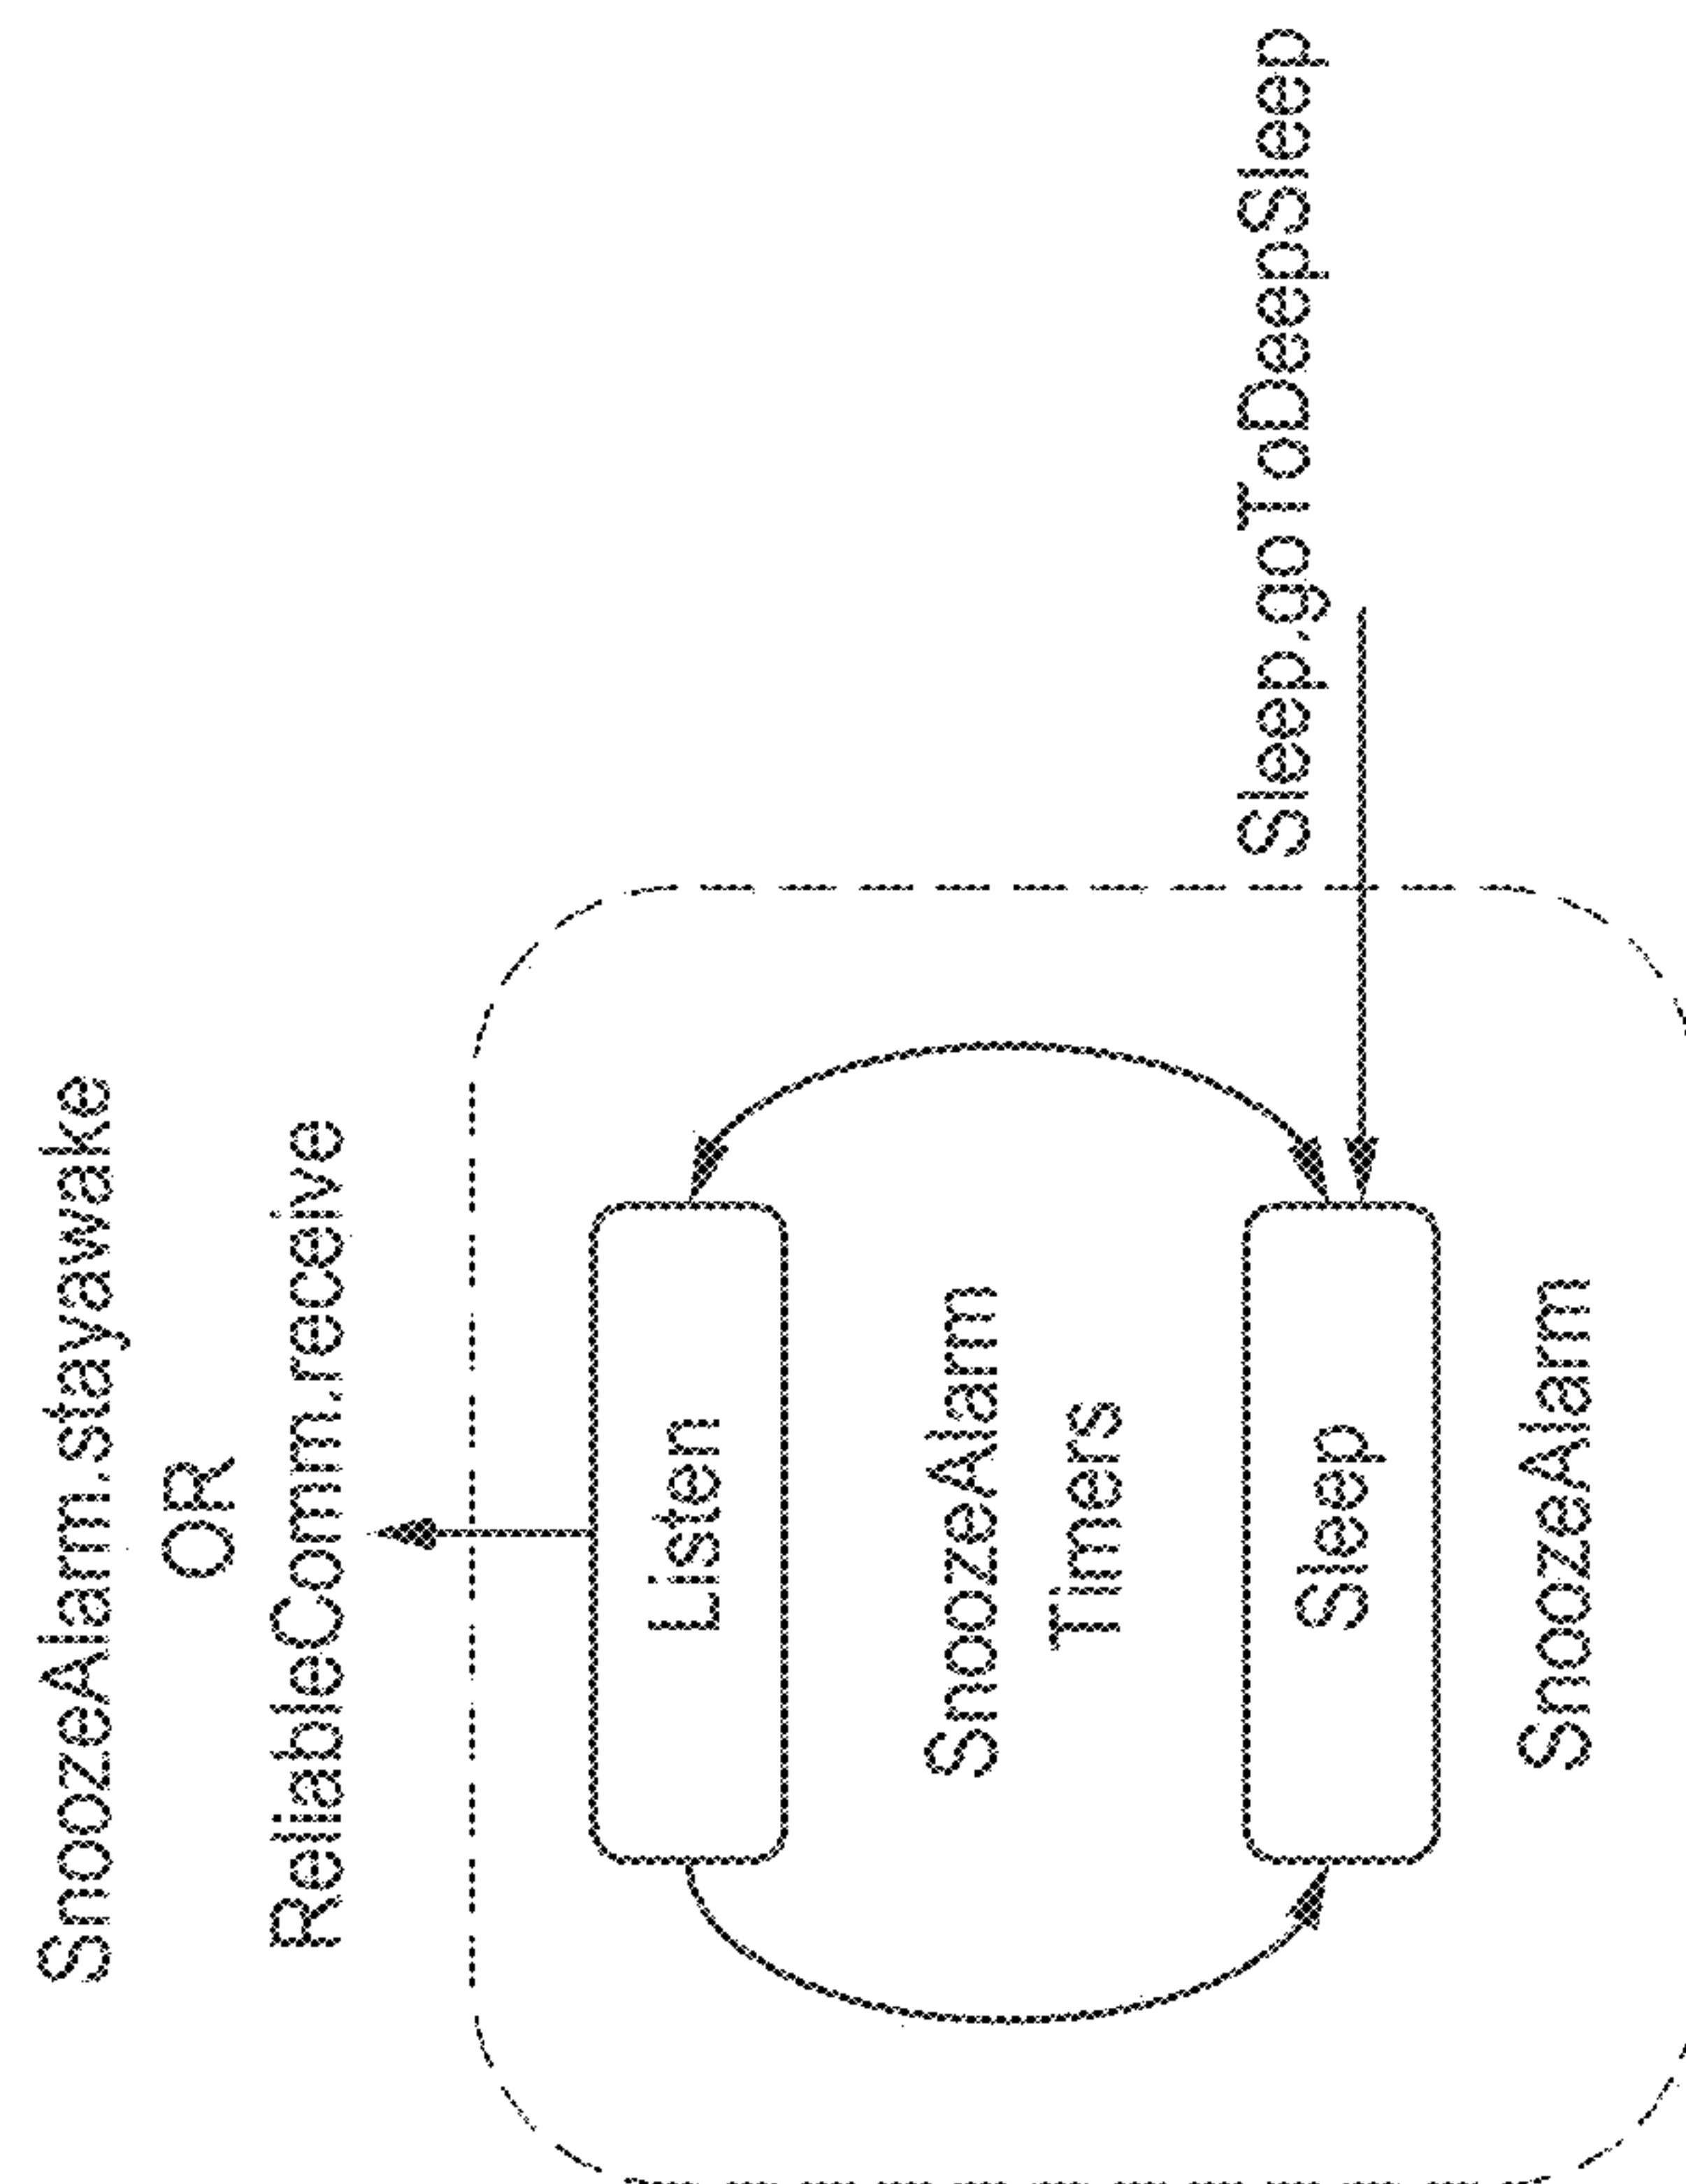 SnoozeAlarm.stayawake
OR
ReliableComm.receive
Listen
SnoozeAlarm
Timers
Sleep.goToDeepSleep
Sleep
SnoozeAlarm